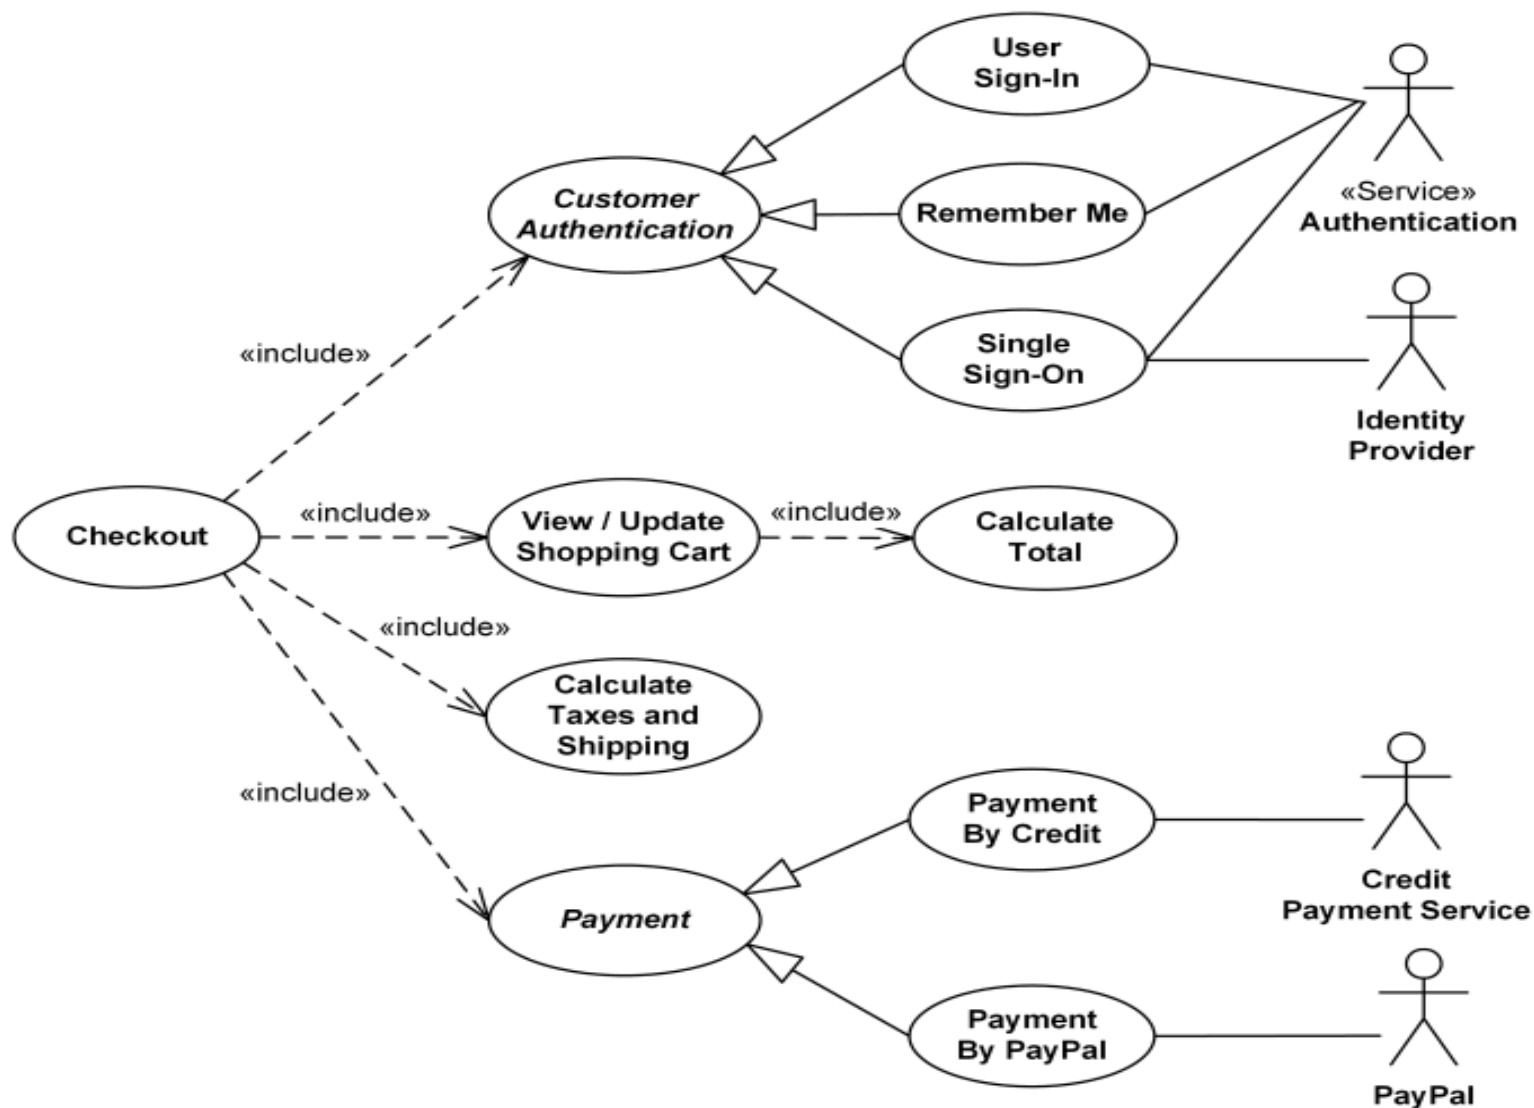 User
Sign-In
Customer
Authentication
Remember Me
«Service»
Authentication
«include»
Single
Sign-On
Identity
Provider
Checkout
«include»
View / Update
Shopping Cart
«include»
Calculate
Total
«include»
Calculate
Taxes and
Shipping
«include»
Payment
By Credit
Credit
Payment Service
Payment
Payment
By PayPal
PayPal